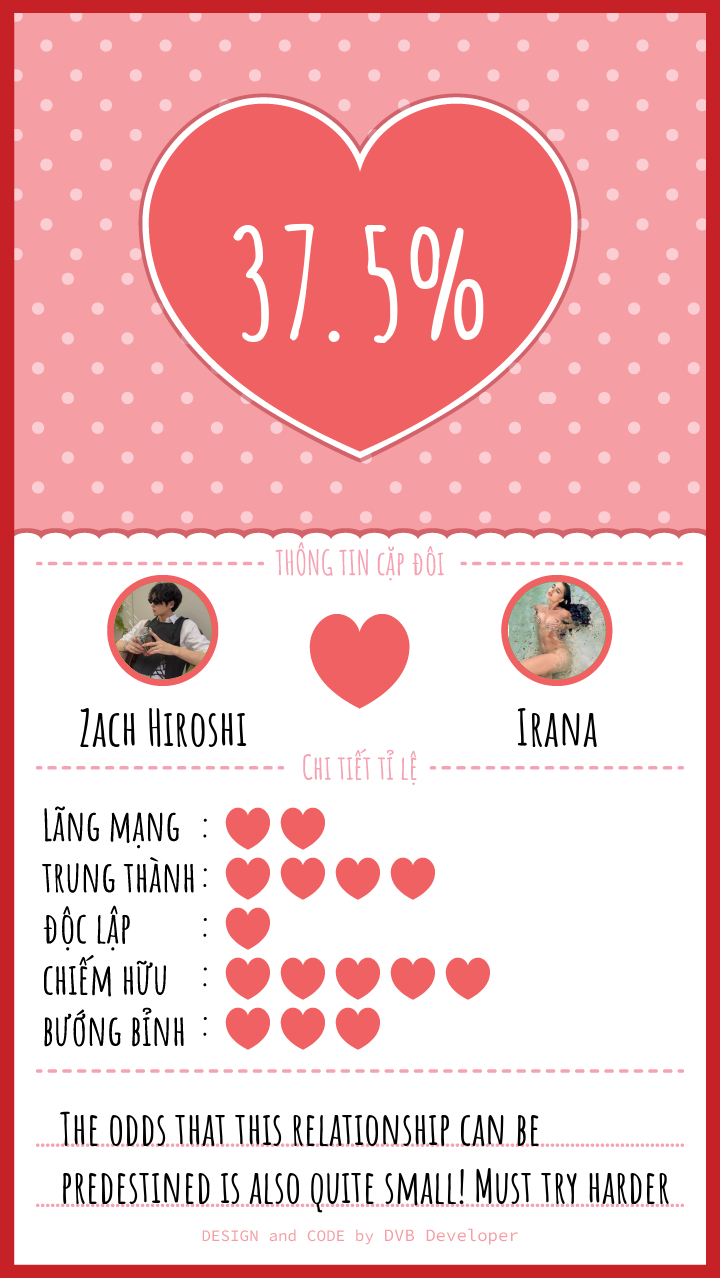 37.5%
THÔNG TIN CẶP ĐÔI
ZACH HIROSHI
IRANA
CHI TIẾT TỈ LỆ
LÃNG MẠNG :
TRUNG THÀNH :
ĐỘC LẬP :
CHIẾM HỮU :
BƯỚNG BỈNH :
THE ODDS THAT THIS RELATIONSHIP CAN BE
PREDESTINED IS ALSO QUITE SMALL! MUST TRY HARDER
DESIGN and CODE by DVB Developer